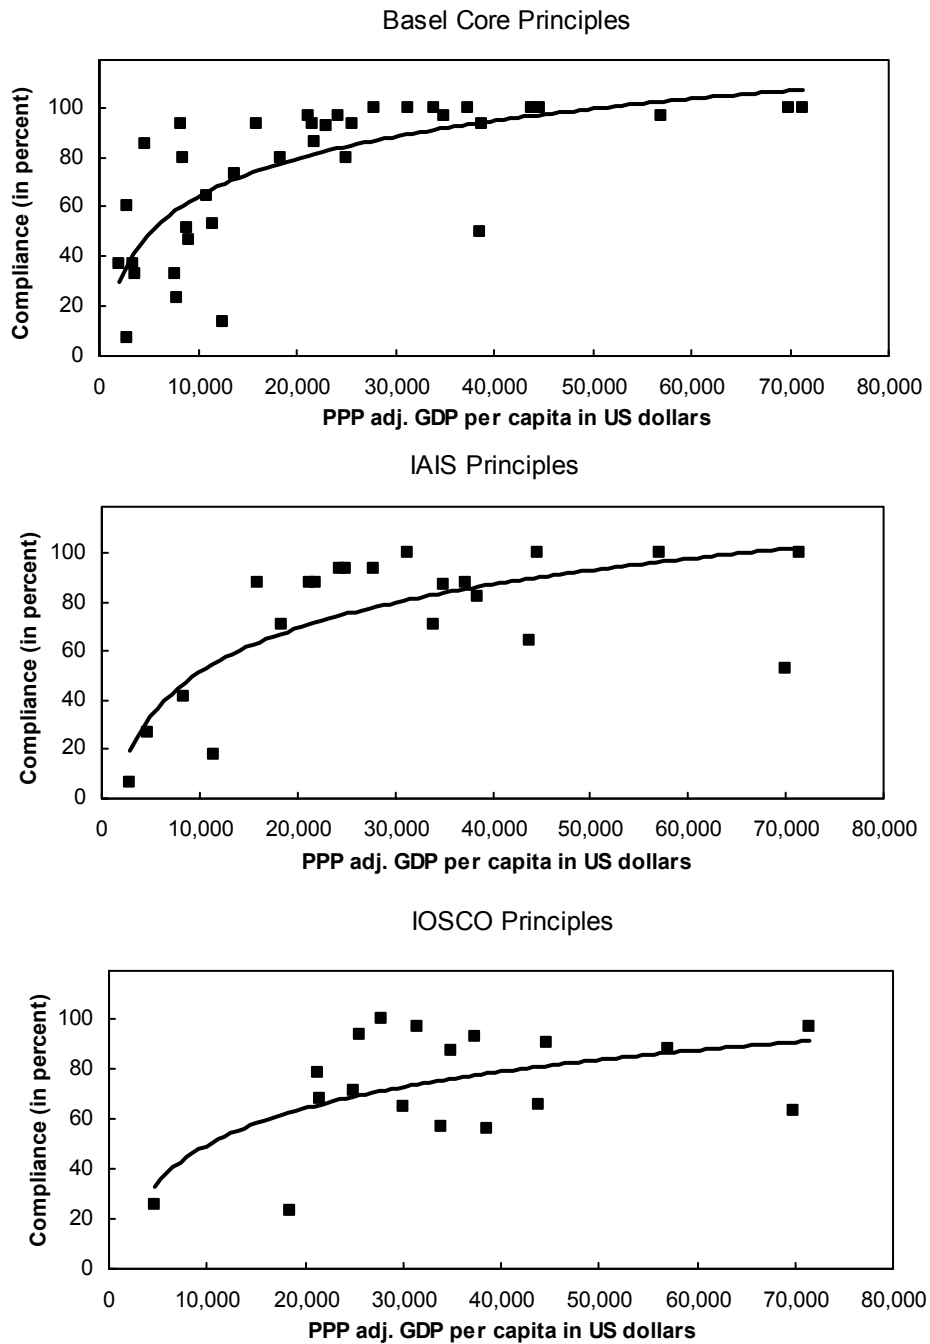 Basel Core Principles
Compliance (in percent)
100
80
60
40
20
0
0 10,000 20,000 30,000 40,000 50,000 60,000 70,000 80,000
PPP adj. GDP per capita in US dollars
IAIS Principles
Compliance (in percent)
100
80
60
40
20
0
0 10,000 20,000 30,000 40,000 50,000 60,000 70,000 80,000
PPP adj. GDP per capita in US dollars
IOSCO Principles
Compliance (in percent)
100
80
60
40
20
0
0 10,000 20,000 30,000 40,000 50,000 60,000 70,000 80,000
PPP adj. GDP per capita in US dollars